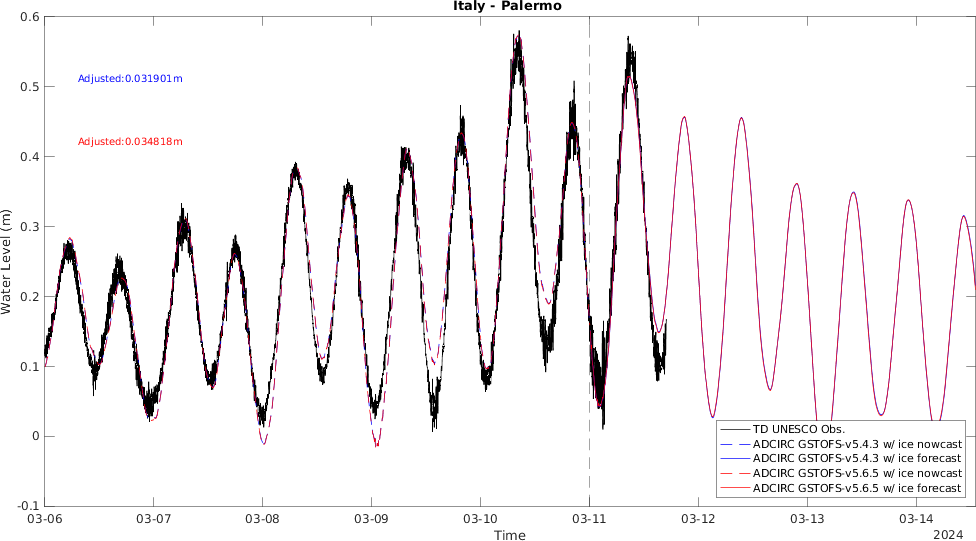 Italy - Palermo
0.6
0.5
0.4
0.3
0.2
0.1
0
-0.1
Water Level (m)
Adjusted:0.031901m
Adjusted:0.034818m
TD UNESCO Obs.
ADCIRC GSTOFS-v5.4.3 w/ ice nowcast
ADCIRC GSTOFS-v5.4.3 w/ ice forecast
ADCIRC GSTOFS-v5.6.5 w/ ice nowcast
ADCIRC GSTOFS-v5.6.5 w/ ice forecast
03-06 03-07 03-08 03-09 03-10 03-11 03-12 03-13 03-14
Time
2024